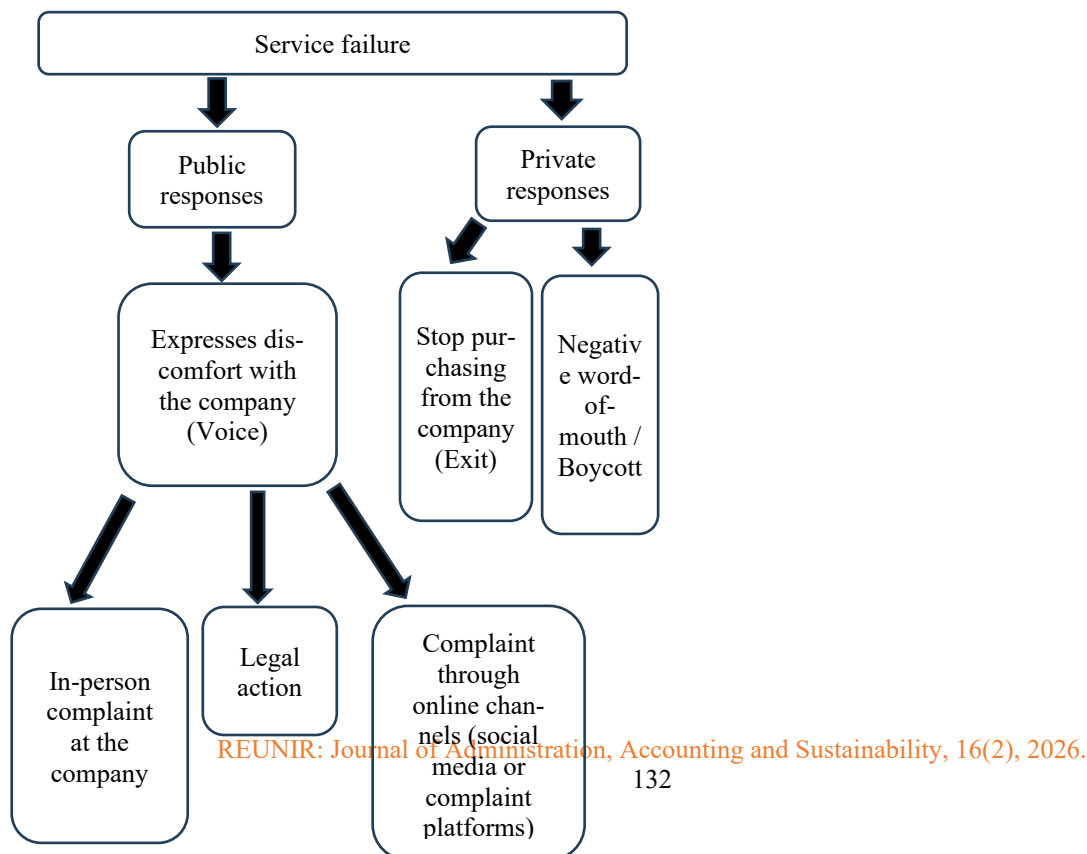 Service failure
Public
responses
Private
responses
Expresses dis-
comfort with
the company
(Voice)
Stop pur-
chasing
from the
company
(Exit)
Negativ
e word-
of-
mouth /
Boycott
In-person
complaint
at the
company
Legal
action
Complaint
through
online chan-
nels (social
media or
complaint
platforms)
REUNIR: Journal of Administration, Accounting and Sustainability, 16(2), 2026.
132